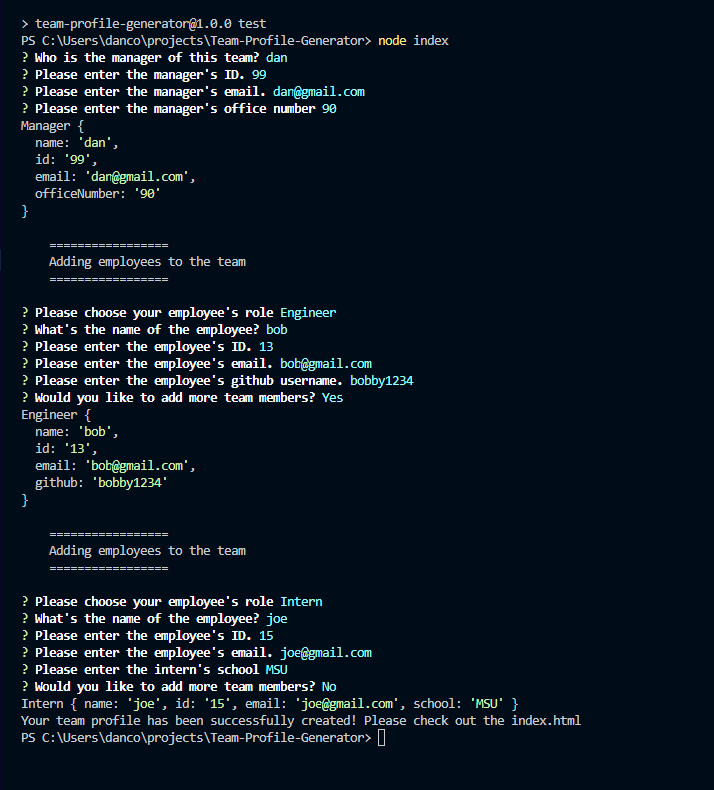 > team-profile-generator@1.0.0 test
PS C:\Users\danco\projects\Team-Profile-Generator> node index
? Who is the manager of this team? dan
? Please enter the manager's ID. 99
? Please enter the manager's email. dan@gmail.com
? Please enter the manager's office number 90
Manager {
  name: 'dan',
  id: '99',
  email: 'dan@gmail.com',
  officeNumber: '90'
}
    =================
    Adding employees to the team
    =================
? Please choose your employee's role Engineer
? What's the name of the employee? bob
? Please enter the employee's ID. 13
? Please enter the employee's email. bob@gmail.com
? Please enter the employee's github username. bobby1234
? Would you like to add more team members? Yes
Engineer {
  name: 'bob',
  id: '13',
  email: 'bob@gmail.com',
  github: 'bobby1234'
}
    =================
    Adding employees to the team
    =================
? Please choose your employee's role Intern
? What's the name of the employee? joe
? Please enter the employee's ID. 15
? Please enter the employee's email. joe@gmail.com
? Please enter the intern's school MSU
? Would you like to add more team members? No
Intern { name: 'joe', id: '15', email: 'joe@gmail.com', school: 'MSU' }
Your team profile has been successfully created! Please check out the index.html
PS C:\Users\danco\projects\Team-Profile-Generator>